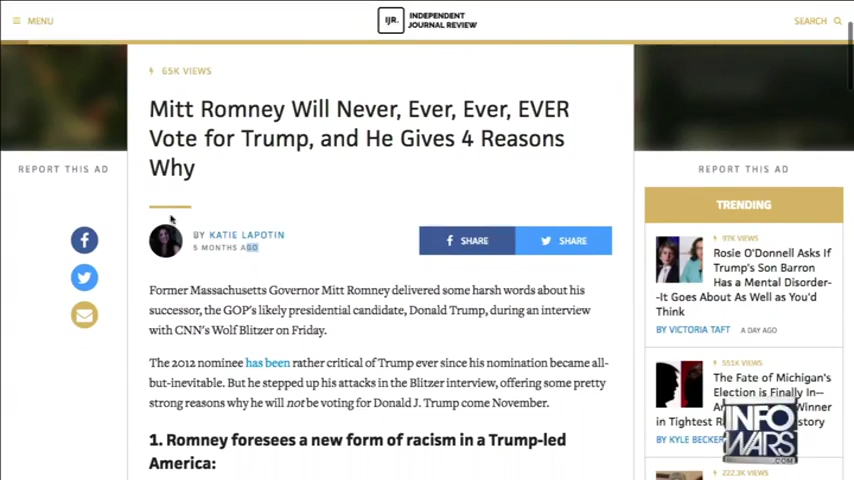 MENU
IJR.
INDEPENDENT
JOURNAL REVIEW
SEARCH
65K VIEWS
Mitt Romney Will Never, Ever, Ever, EVER
Vote for Trump, and He Gives 4 Reasons
Why
BY KATIE LAPOTIN
5 MONTHS AGO
f SHARE
SHARE
Former Massachusetts Governor Mitt Romney delivered some harsh words about his
successor, the GOP's likely presidential candidate, Donald Trump, during an interview
with CNN's Wolf Blitzer on Friday.
The 2012 nominee has been rather critical of Trump ever since his nomination became all-
but-inevitable. But he stepped up his attacks in the Blitzer interview, offering some pretty
strong reasons why he will not be voting for Donald J. Trump come November.
1. Romney foresees a new form of racism in a Trump-led
America:
REPORT THIS AD
f
REPORT THIS AD
TRENDING
97K VIEWS
Rosie O'Donnell Asks If
Trump's Son Barron
Has a Mental Disorder-
-It Goes About As Well as You'd
Think
BY VICTORIA TAFT A DAY AGO
551K VIEWS
The Fate of Michigan's
Election is Finally In--
Winner
in Tightest
BY KYLE BECKER
222.3K VIEWS
INFO
WARS
.COM